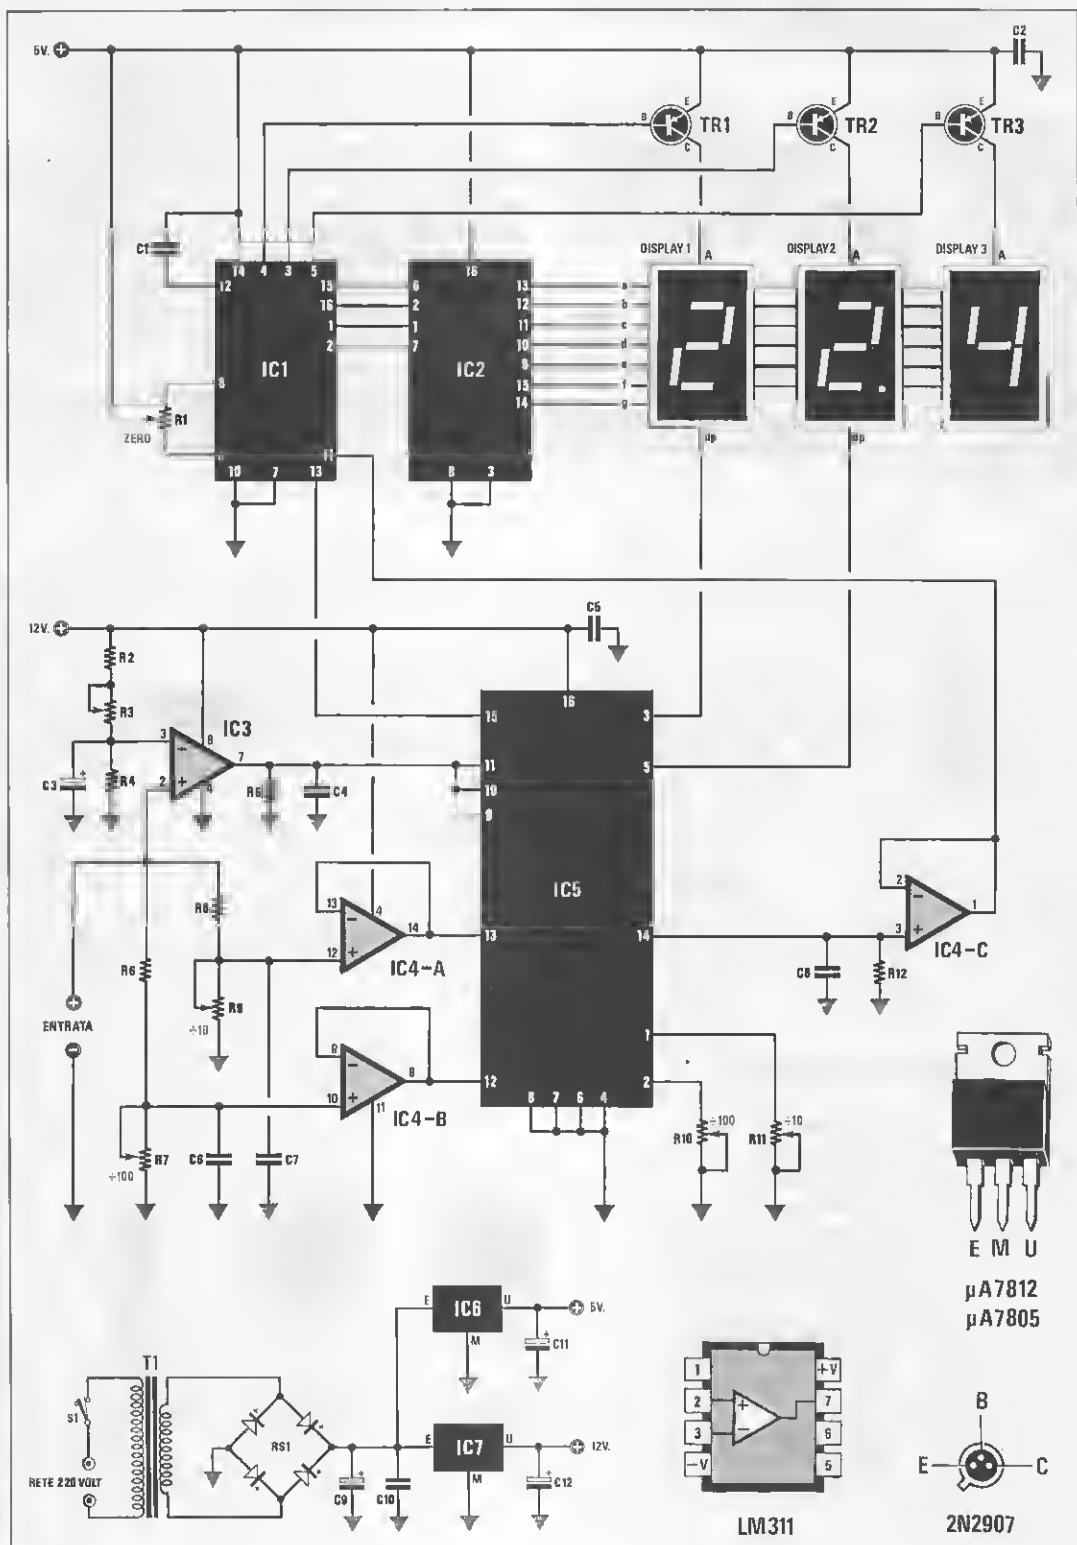 5V.
C2
E
B
TR1
C
E
B
TR2
C
E
B
TR3
C
C1
14
4
3
5
12
15
16
1
2
IC1
8
R1
ZERO
11
10
7
13
16
6
2
1
7
IC2
13
12
11
10
9
15
14
8
3
a
b
c
d
e
f
g
DISPLAY 1
A
DISPLAY 2
A
DISPLAY 3
A
2
2.
4
dp
dp
12V.
C5
R2
R3
IC3
3
6
7
2
4
C3
R4
R5
C4
16
15
3
11
5
10
9
IC5
13
14
12
1
2
8
7
6
4
R8
13
4
14
12
IC4-A
R6
R9
÷10
ENTRATA
9
8
10
11
IC4-B
R7
÷100
C6
C7
2
1
3
IC4-C
C8
R12
R10
÷100
R11
÷10
E M U
µA7812
µA7805
E
IC6
U
5V.
M
C11
T1
S1
RS1
RETE 220 VOLT
C9
C10
E
IC7
U
12V.
M
C12
1
+V
2
7
3
6
-V
5
LM311
B
E
C
2N2907